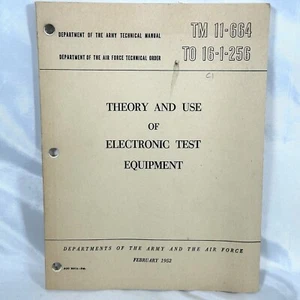 DEPARTMENT OF THE ARMY TECHNICAL MANUAL TM 11-664
DEPARTMENT OF THE AIR FORCE TECHNICAL ORDER TO 16-1-256
THEORY AND USE
OF
ELECTRONIC TEST
EQUIPMENT
DEPARTMENTS OF THE ARMY AND THE AIR FORCE
FEBRUARY 1952